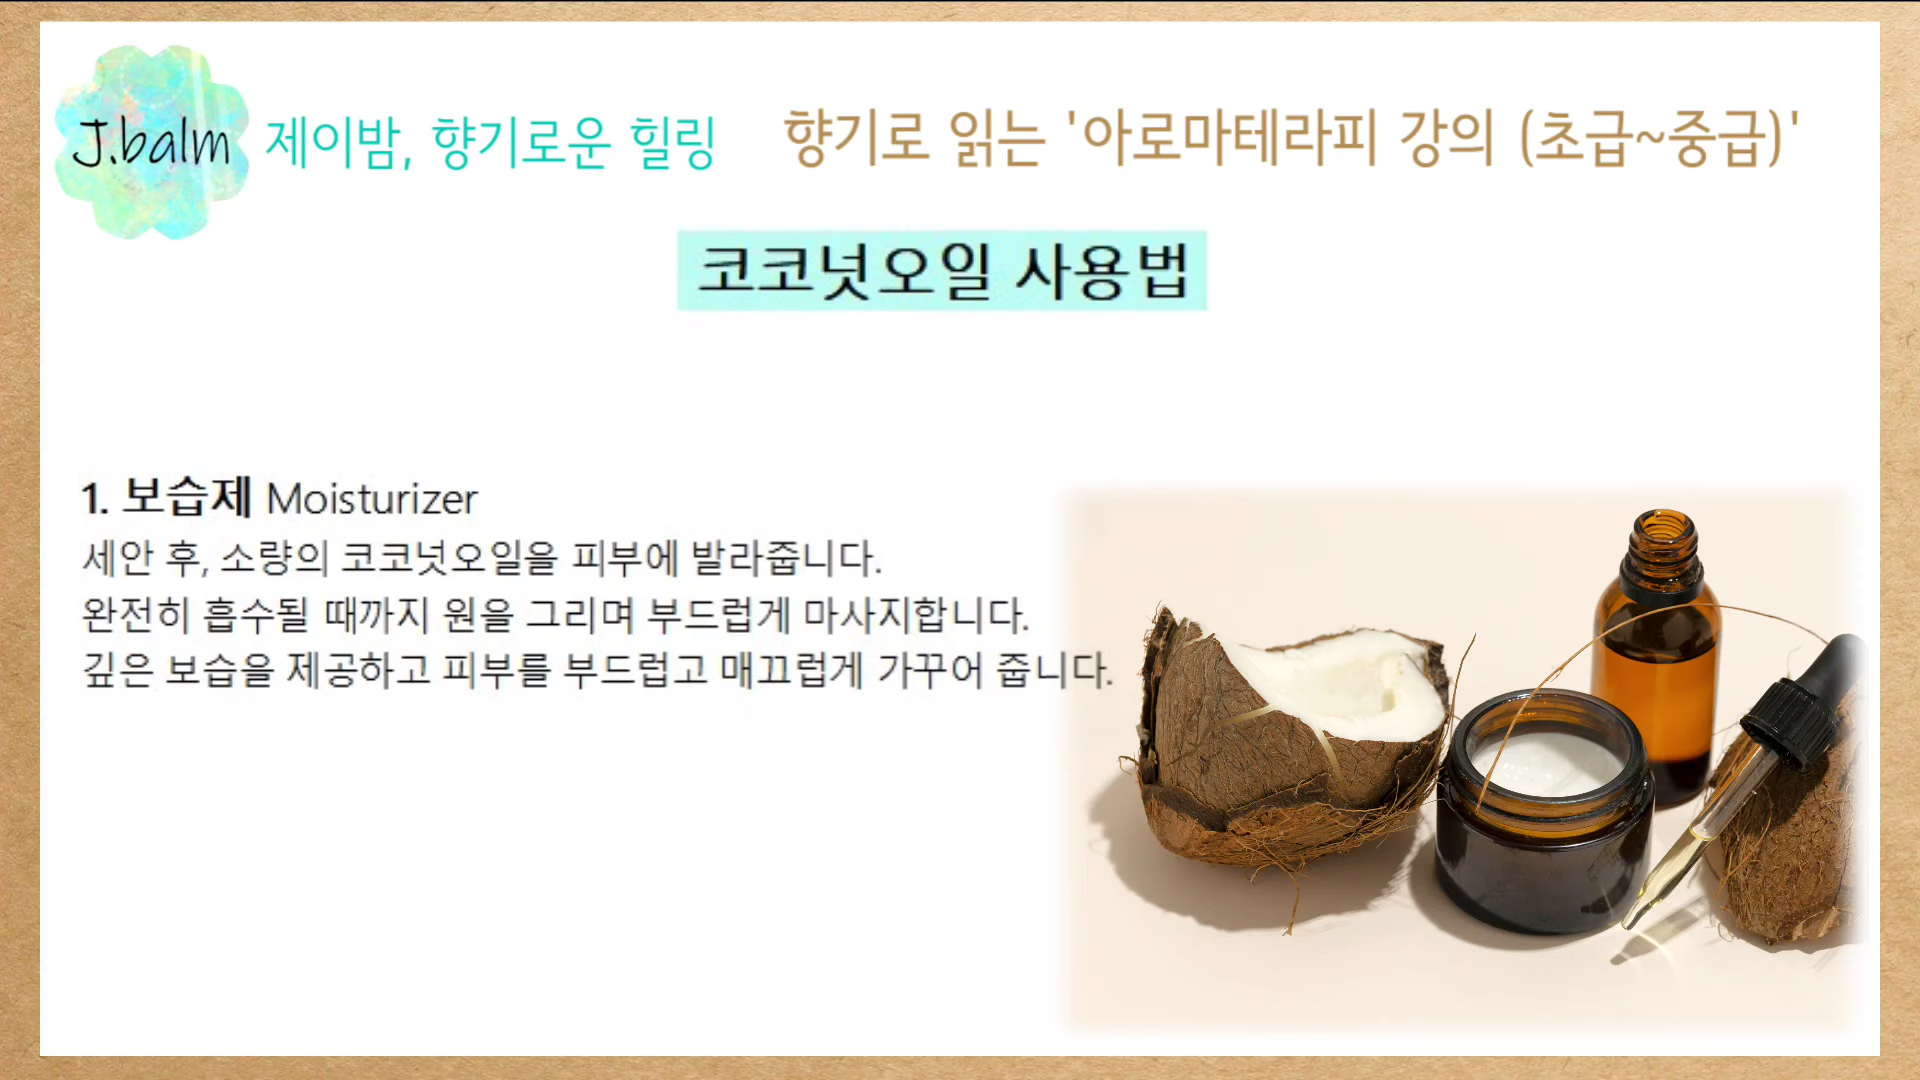 J.balm
제이밤, 향기로운 힐링
향기로 읽는 '아로마테라피 강의 (초급~중급)'
코코넛오일 사용법
1. 보습제 Moisturizer
세안 후, 소량의 코코넛오일을 피부에 발라줍니다.
완전히 흡수될 때까지 원을 그리며 부드럽게 마사지합니다.
깊은 보습을 제공하고 피부를 부드럽고 매끄럽게 가꾸어 줍니다.